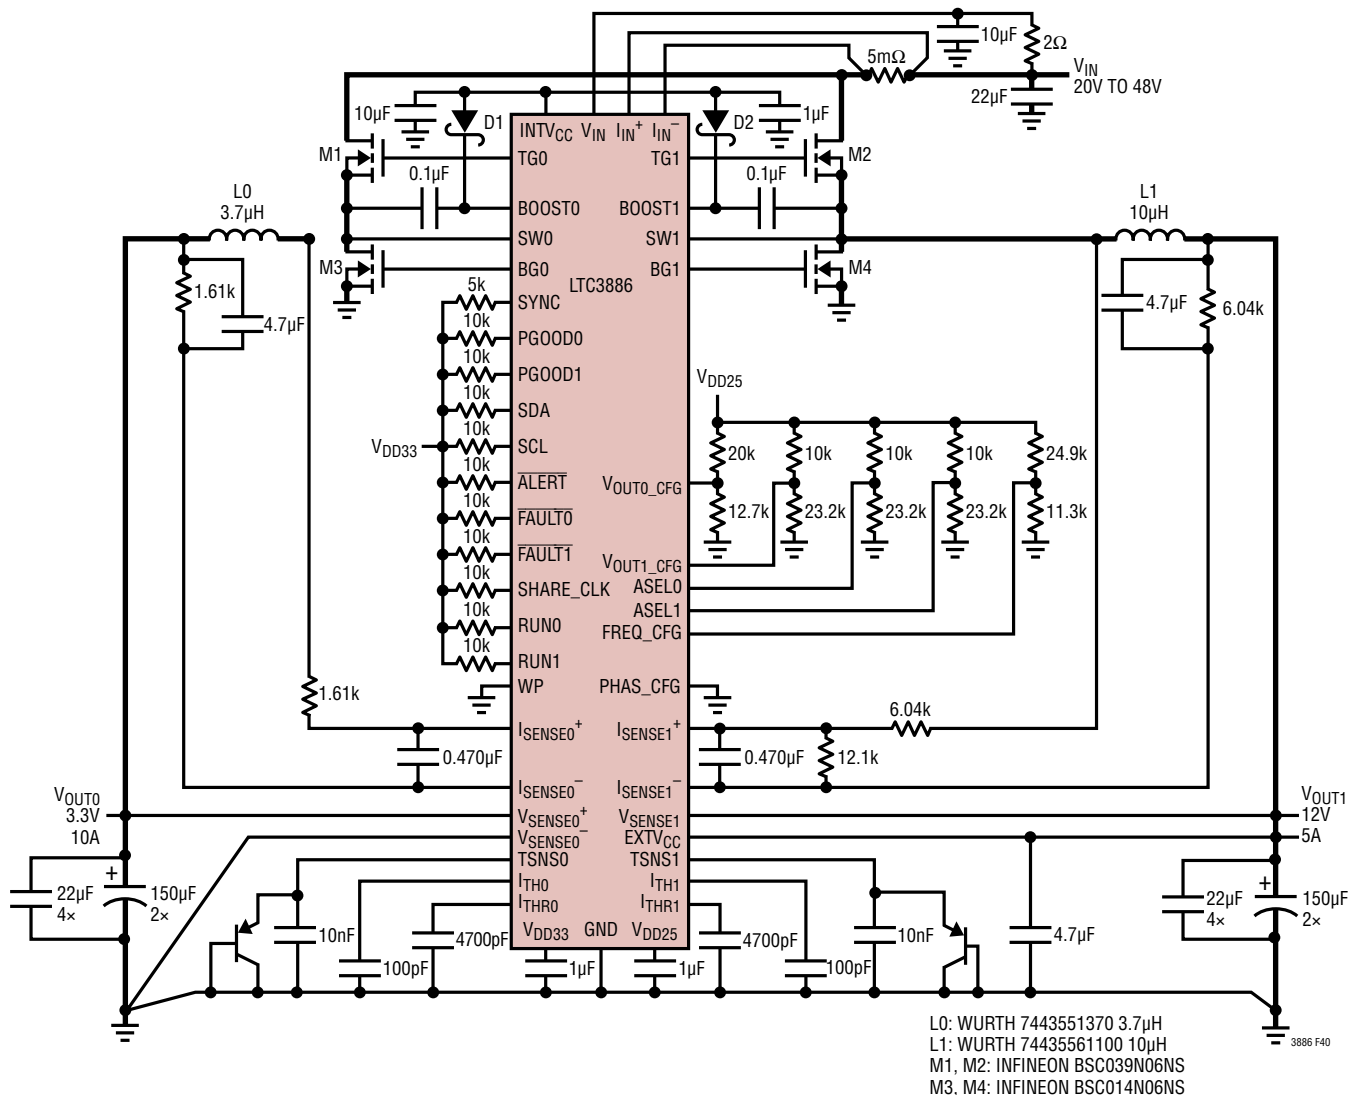 10µF
2Ω
5mΩ
V_IN
20V TO 48V
22µF
10µF
D1
INTV_CC
V_IN
I_IN^+
I_IN^–
D2
1µF
M1
TG0
TG1
M2
0.1µF
0.1µF
L0
3.7µH
BOOST0
BOOST1
L1
10µH
SW0
SW1
M3
BG0
BG1
M4
LTC3886
1.61k
4.7µF
4.7µF
6.04k
5k
SYNC
10k
PGOOD0
10k
PGOOD1
10k
SDA
10k
V_DD33
SCL
10k
ALERT
10k
FAULT0
10k
FAULT1
10k
SHARE_CLK
10k
RUN0
10k
RUN1
WP
V_DD25
20k
10k
10k
10k
24.9k
V_OUT0_CFG
12.7k
23.2k
23.2k
23.2k
11.3k
V_OUT1_CFG
ASEL0
ASEL1
FREQ_CFG
PHAS_CFG
1.61k
6.04k
I_SENSE0^+
I_SENSE1^+
0.470µF
0.470µF
12.1k
I_SENSE0^–
I_SENSE1^–
V_OUT0
3.3V
10A
V_SENSE0^+
V_SENSE1
V_OUT1
12V
V_SENSE0^–
EXTV_CC
5A
TSNS0
TSNS1
I_TH0
I_TH1
I_THR0
I_THR1
+
22µF
4×
150µF
2×
10nF
4700pF
100pF
V_DD33
GND
V_DD25
1µF
1µF
4700pF
100pF
10nF
4.7µF
22µF
4×
+
150µF
2×
L0: WURTH 7443551370 3.7µH
L1: WURTH 74435561100 10µH
M1, M2: INFINEON BSC039N06NS
M3, M4: INFINEON BSC014N06NS
3886 F40